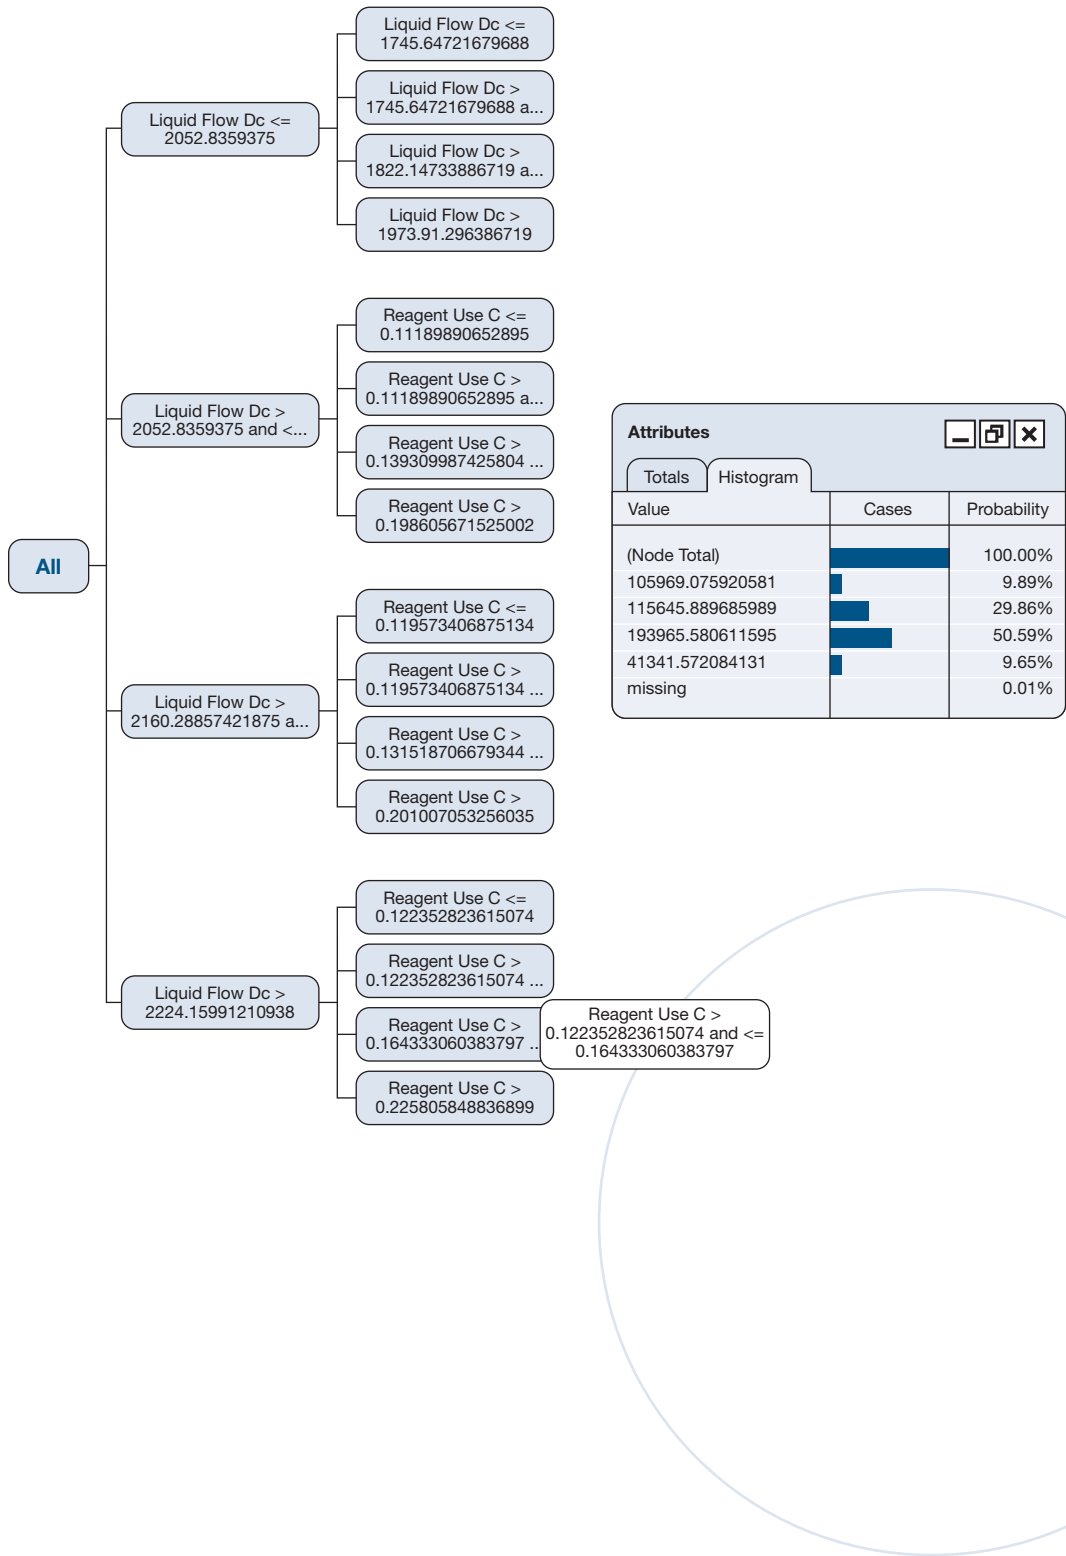 Liquid Flow Dc <=
1745.64721679688
Liquid Flow Dc >
1745.64721679688 a...
Liquid Flow Dc <=
2052.8359375
Liquid Flow Dc >
1822.14733886719 a...
Liquid Flow Dc >
1973.91.296386719
Reagent Use C <=
0.11189890652895
Reagent Use C >
0.11189890652895 a...
Liquid Flow Dc >
2052.8359375 and <...
Reagent Use C >
0.139309987425804 ...
Reagent Use C >
0.198605671525002
All
Reagent Use C <=
0.119573406875134
Reagent Use C >
0.119573406875134 ...
Liquid Flow Dc >
2160.28857421875 a...
Reagent Use C >
0.131518706679344 ...
Reagent Use C >
0.201007053256035
Reagent Use C <=
0.122352823615074
Reagent Use C >
0.122352823615074 ...
Liquid Flow Dc >
2224.15991210938
Reagent Use C >
0.164333060383797 ..
Reagent Use C >
0.122352823615074 and <=
0.164333060383797
Reagent Use C >
0.225805848836899
Attributes
Totals Histogram
Value Cases Probability
(Node Total) 100.00%
105969.075920581 9.89%
115645.889685989 29.86%
193965.580611595 50.59%
41341.572084131 9.65%
missing 0.01%